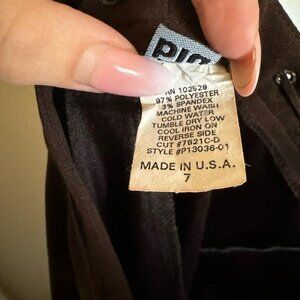 RN 102529
97% POLYESTER
3% SPANDEX
MACHINE WASH
COLD WATER
TUMBLE DRY LOW
COOL IRON ON
REVERSE SIDE
CUT #7821C-D
STYLE #P13036-01
MADE IN U.S.A.
7